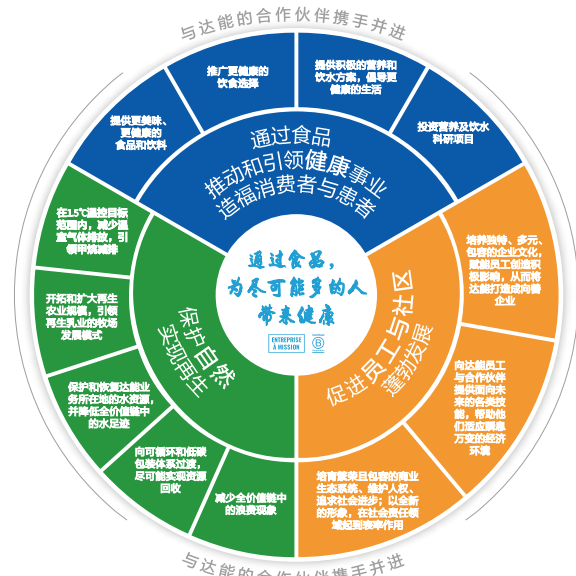 与达能的合作伙伴携手并进
提供更美味、
更健康的
食品和饮料
推广更健康的
饮食选择
提供积极的营养和
饮水方案，倡导更
健康的生活
投资营养及饮水
科研项目
通过食品
推动和引领健康事业
造福消费者与患者
在1.5℃温控目标
范围内，减少温
室气体排放，引
领甲烷减排
开拓和扩大再生
农业规模，引领
再生乳业的牧场
发展模式
保护和恢复达能业
务所在地的水资源，
并降低全价值链中
的水足迹
向可循环和低碳
包装体系过渡，
尽可能实现资源
回收
减少全价值链中
的浪费现象
保护自然
实现再生
通过食品，
为尽可能多的人
带来健康
ENTREPRISE
À MISSION
B
促进员工与社区
蓬勃发展
培养独特、多元、
包容的企业文化，
赋能员工创造积
极影响，从而将
达能打造成向善
企业
向达能员工
与合作伙伴
提供面向未
来的各类技
能，帮助他
们适应瞬息
万变的经济
环境
培育繁荣且包容的商业
生态系统、维护人权、
追求社会进步；以全新
的形象，在社会责任领
域起到表率作用
与达能的合作伙伴携手并进